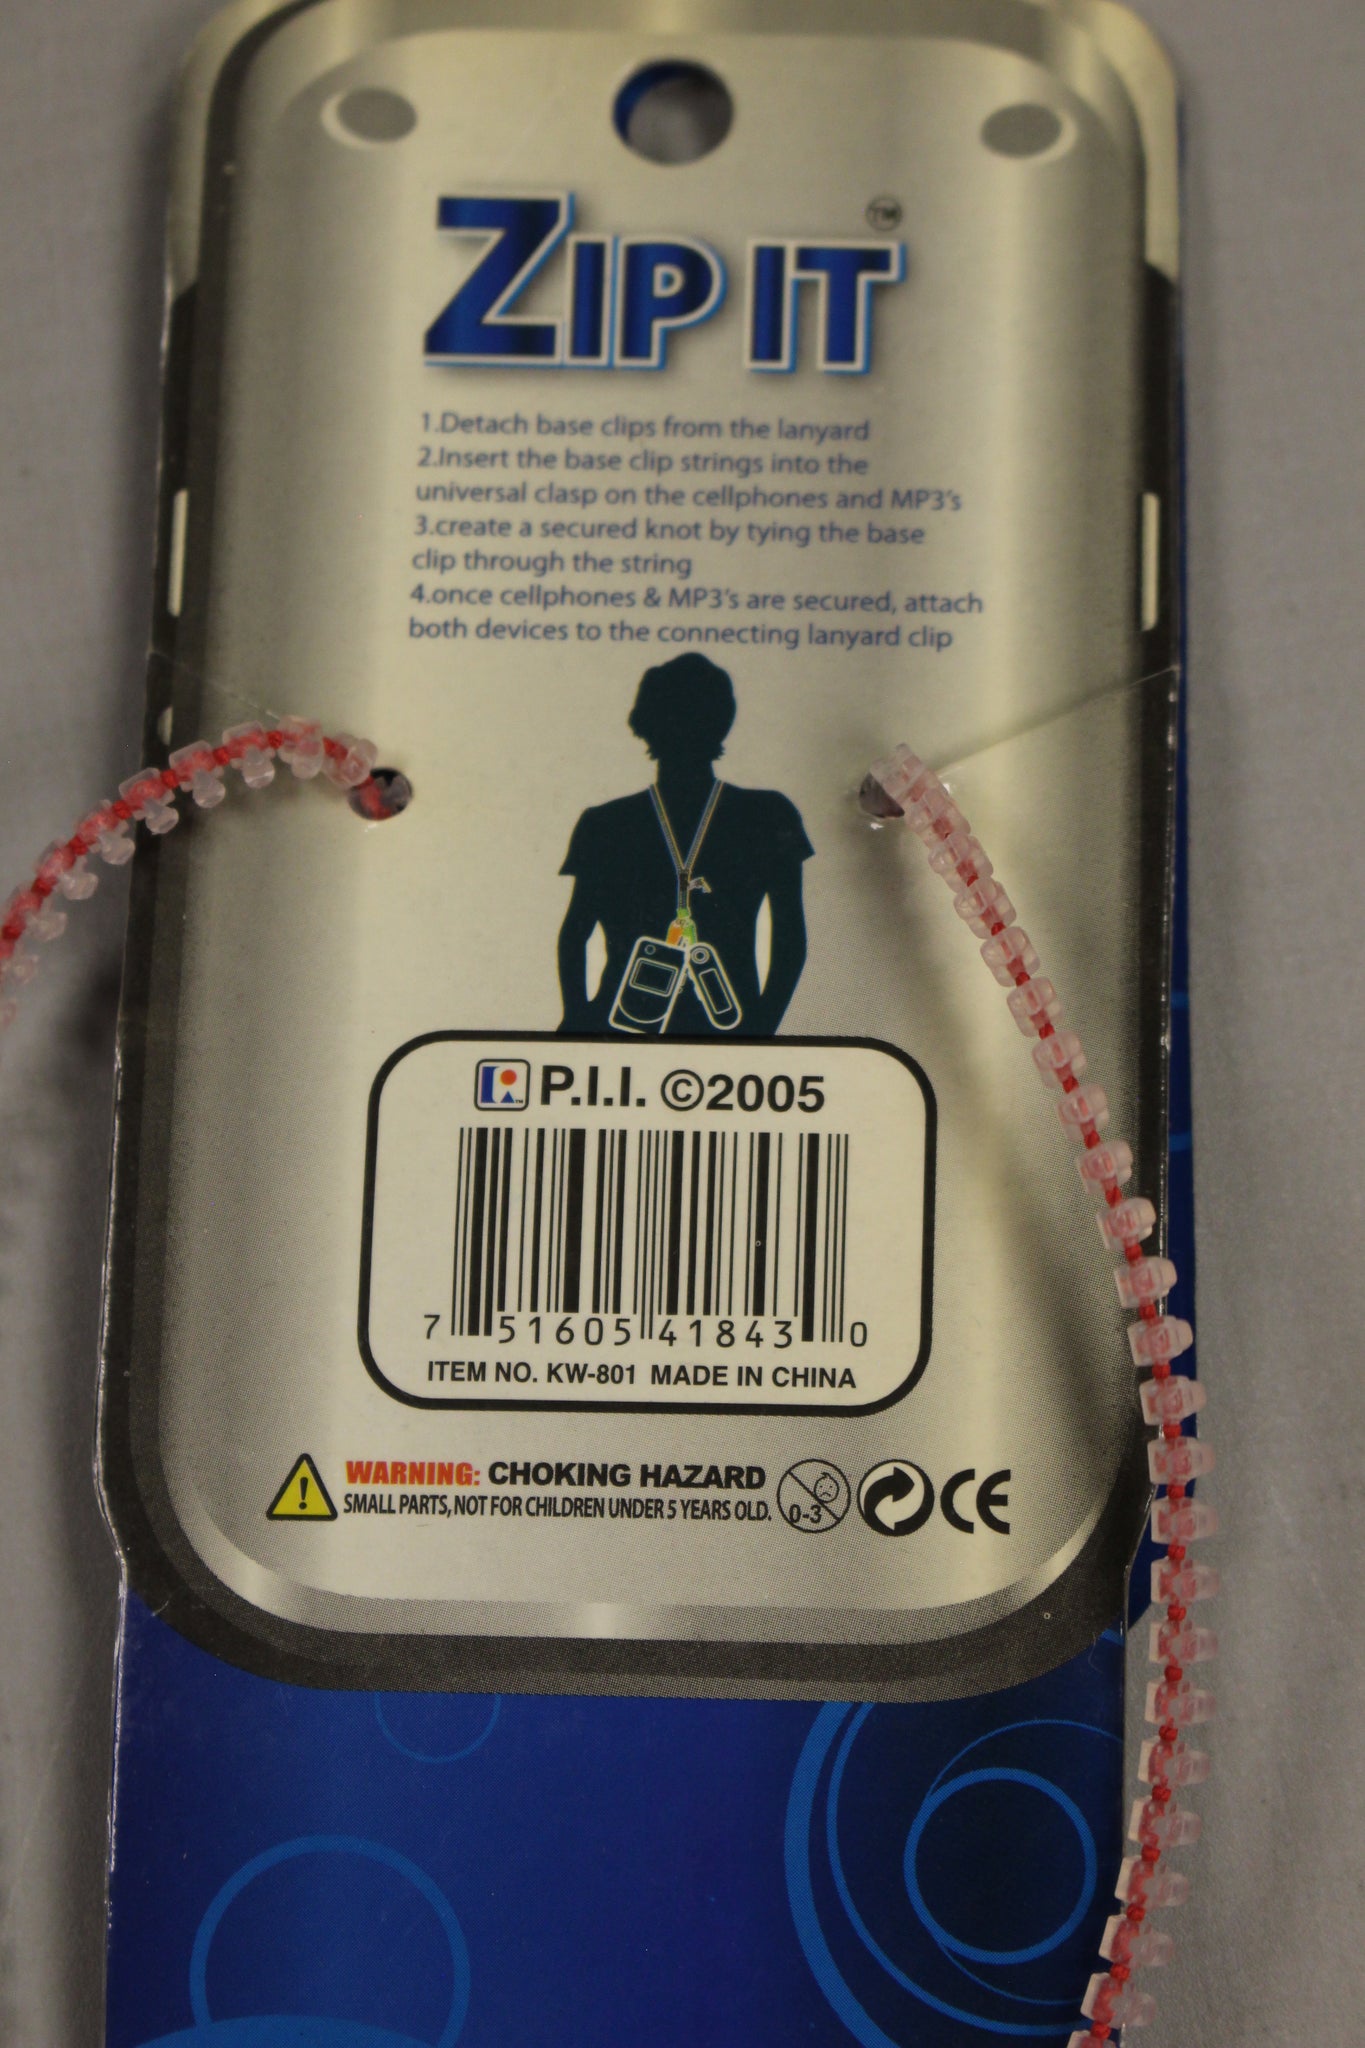 ZIP IT™
1.Detach base clips from the lanyard
2.Insert the base clip strings into the
universal clasp on the cellphones and MP3's
3.create a secured knot by tying the base
clip through the string
4.once cellphones & MP3's are secured, attach
both devices to the connecting lanyard clip
P.I.I. ©2005
7 51605 41843 0
ITEM NO. KW-801 MADE IN CHINA
WARNING: CHOKING HAZARD
SMALL PARTS, NOT FOR CHILDREN UNDER 5 YEARS OLD.
0-3
CE